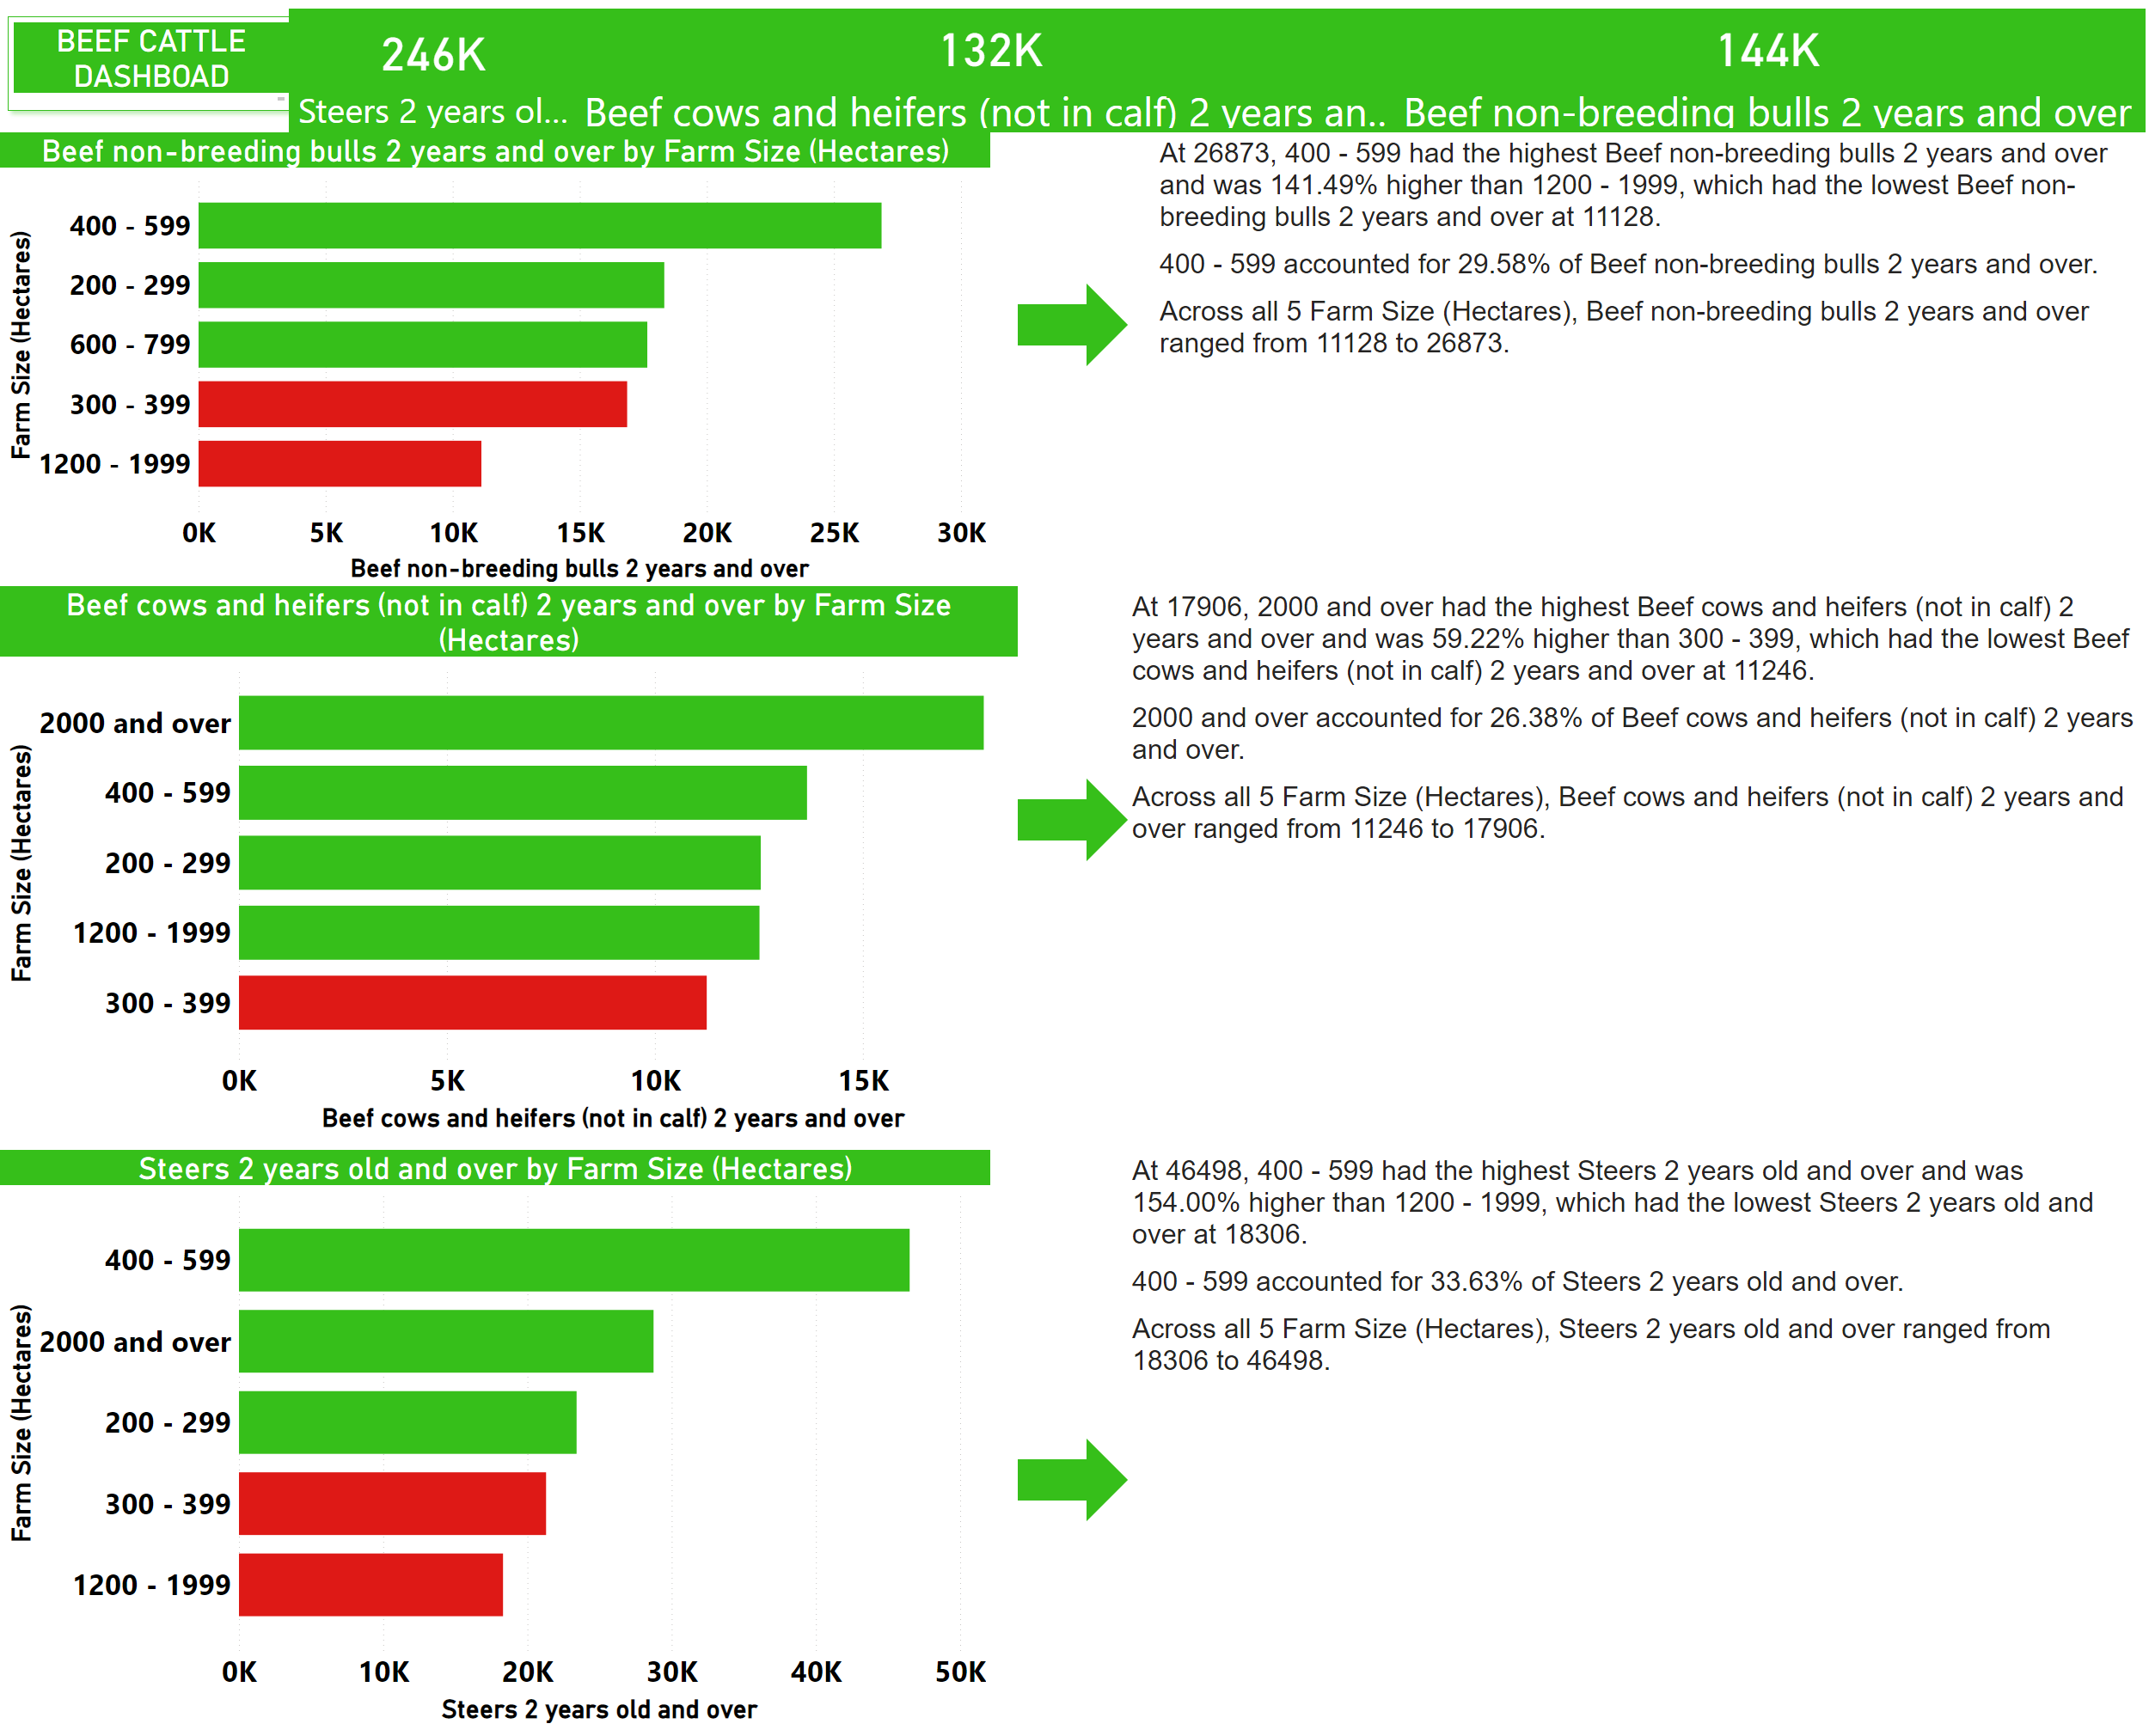 BEEF CATTLE
DASHBOAD
246K
Steers 2 years ol...
132K
Beef cows and heifers (not in calf) 2 years an..
144K
Beef non-breeding bulls 2 years and over
Beef non-breeding bulls 2 years and over by Farm Size (Hectares)
Farm Size (Hectares)
400 - 599
200 - 299
600 - 799
300 - 399
1200 - 1999
0K 5K 10K 15K 20K 25K 30K
Beef non-breeding bulls 2 years and over
At 26873, 400 - 599 had the highest Beef non-breeding bulls 2 years and over
and was 141.49% higher than 1200 - 1999, which had the lowest Beef non-
breeding bulls 2 years and over at 11128.
400 - 599 accounted for 29.58% of Beef non-breeding bulls 2 years and over.
Across all 5 Farm Size (Hectares), Beef non-breeding bulls 2 years and over
ranged from 11128 to 26873.
Beef cows and heifers (not in calf) 2 years and over by Farm Size
(Hectares)
Farm Size (Hectares)
2000 and over
400 - 599
200 - 299
1200 - 1999
300 - 399
0K 5K 10K 15K
Beef cows and heifers (not in calf) 2 years and over
At 17906, 2000 and over had the highest Beef cows and heifers (not in calf) 2
years and over and was 59.22% higher than 300 - 399, which had the lowest Beef
cows and heifers (not in calf) 2 years and over at 11246.
2000 and over accounted for 26.38% of Beef cows and heifers (not in calf) 2 years
and over.
Across all 5 Farm Size (Hectares), Beef cows and heifers (not in calf) 2 years and
over ranged from 11246 to 17906.
Steers 2 years old and over by Farm Size (Hectares)
Farm Size (Hectares)
400 - 599
2000 and over
200 - 299
300 - 399
1200 - 1999
0K 10K 20K 30K 40K 50K
Steers 2 years old and over
At 46498, 400 - 599 had the highest Steers 2 years old and over and was
154.00% higher than 1200 - 1999, which had the lowest Steers 2 years old and
over at 18306.
400 - 599 accounted for 33.63% of Steers 2 years old and over.
Across all 5 Farm Size (Hectares), Steers 2 years old and over ranged from
18306 to 46498.